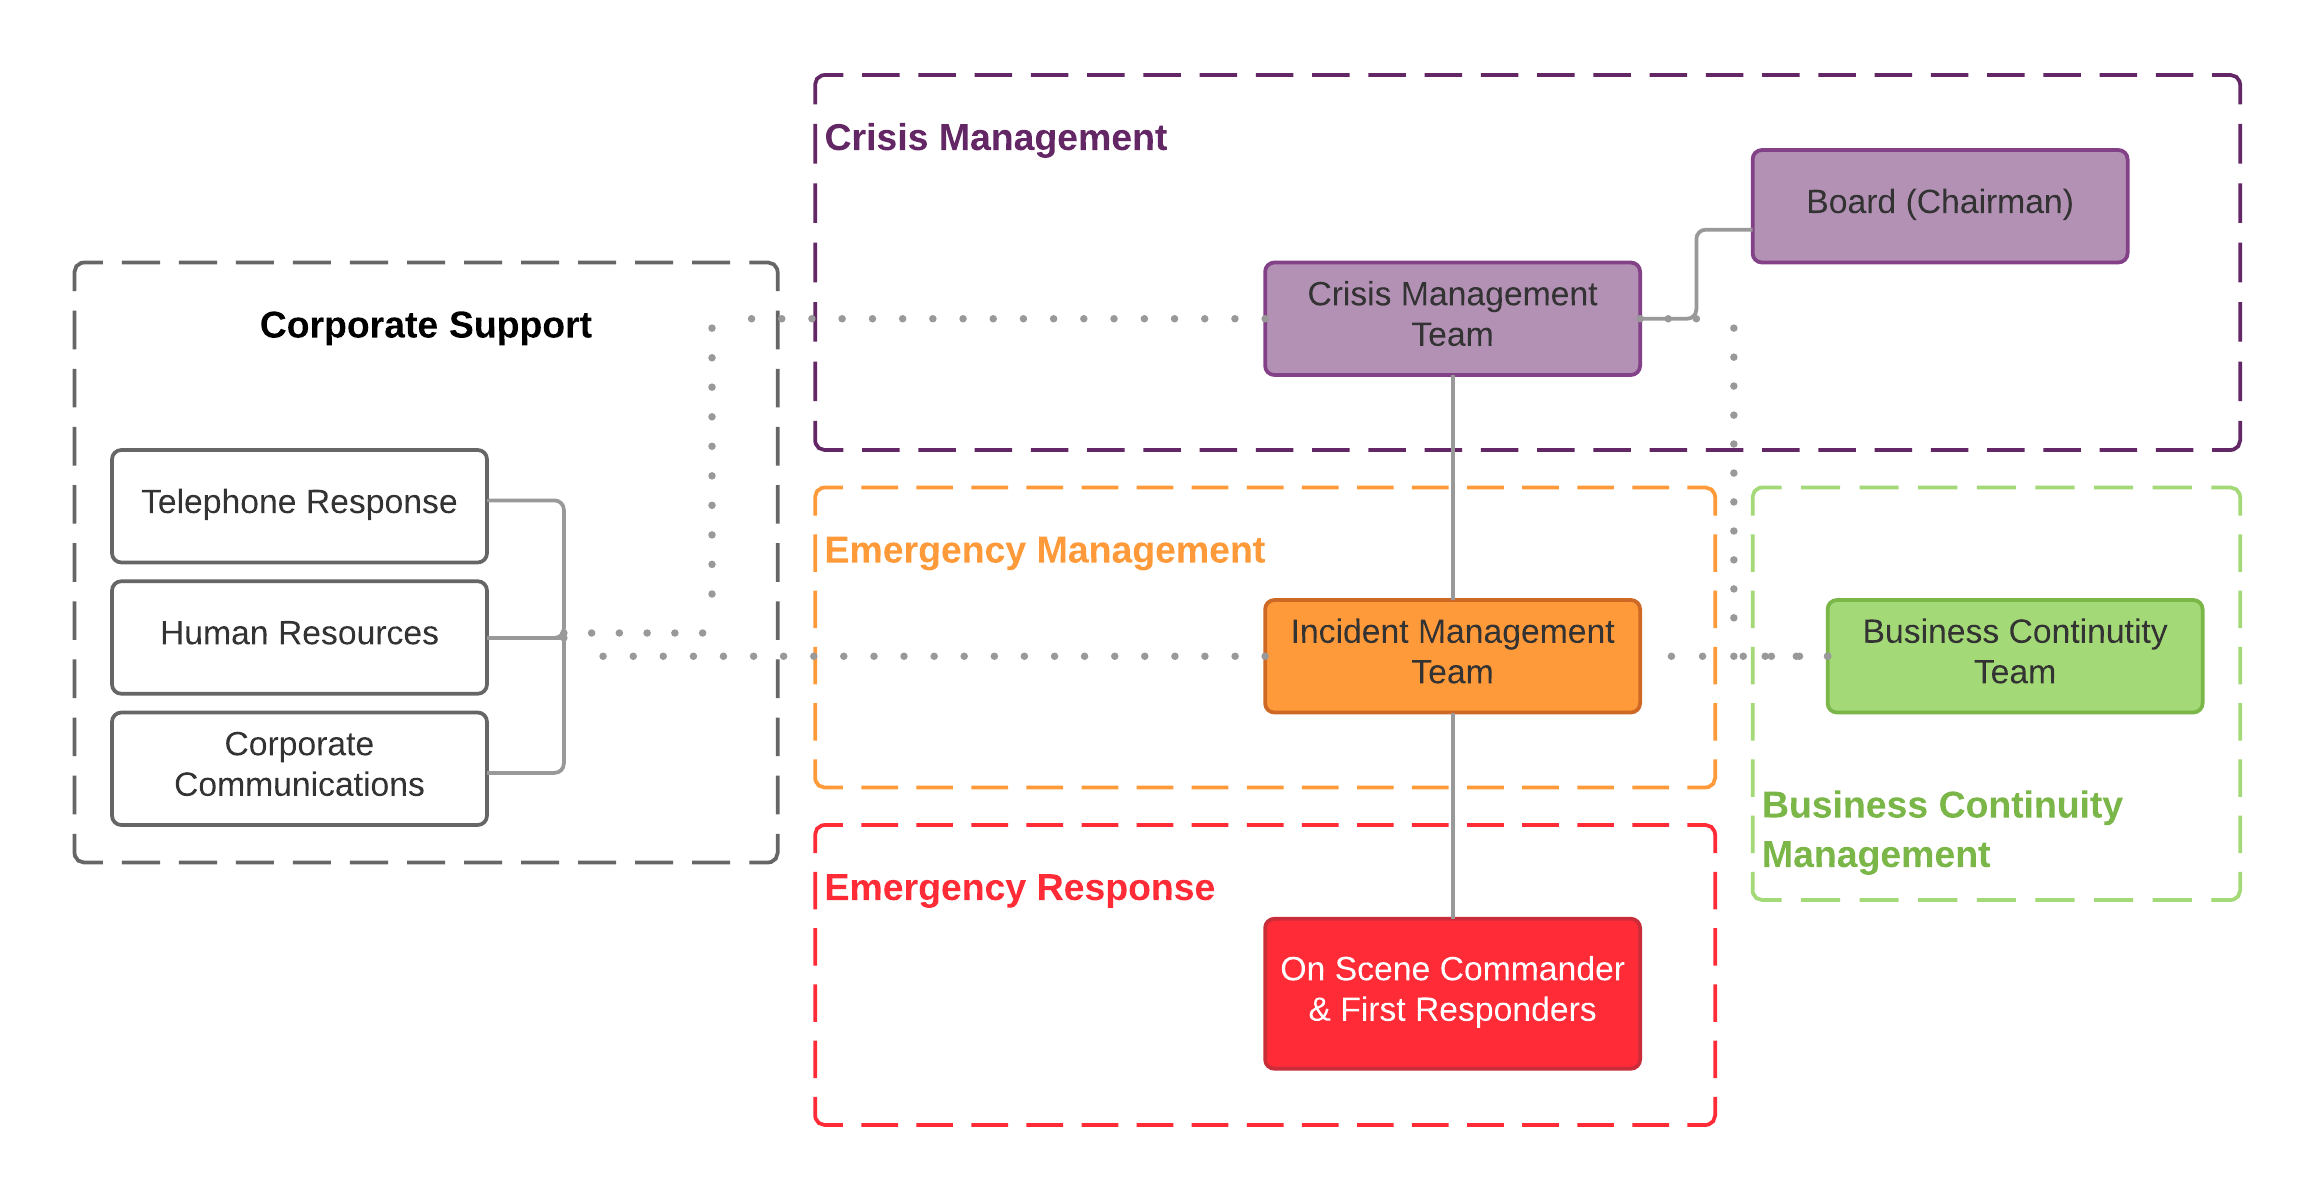 Crisis Management
Board (Chairman)
Crisis Management
Team
Corporate Support
Telephone Response
Human Resources
Corporate
Communications
Emergency Management
Incident Management
Team
Business Continutity
Team
Business Continuity
Management
Emergency Response
On Scene Commander
& First Responders